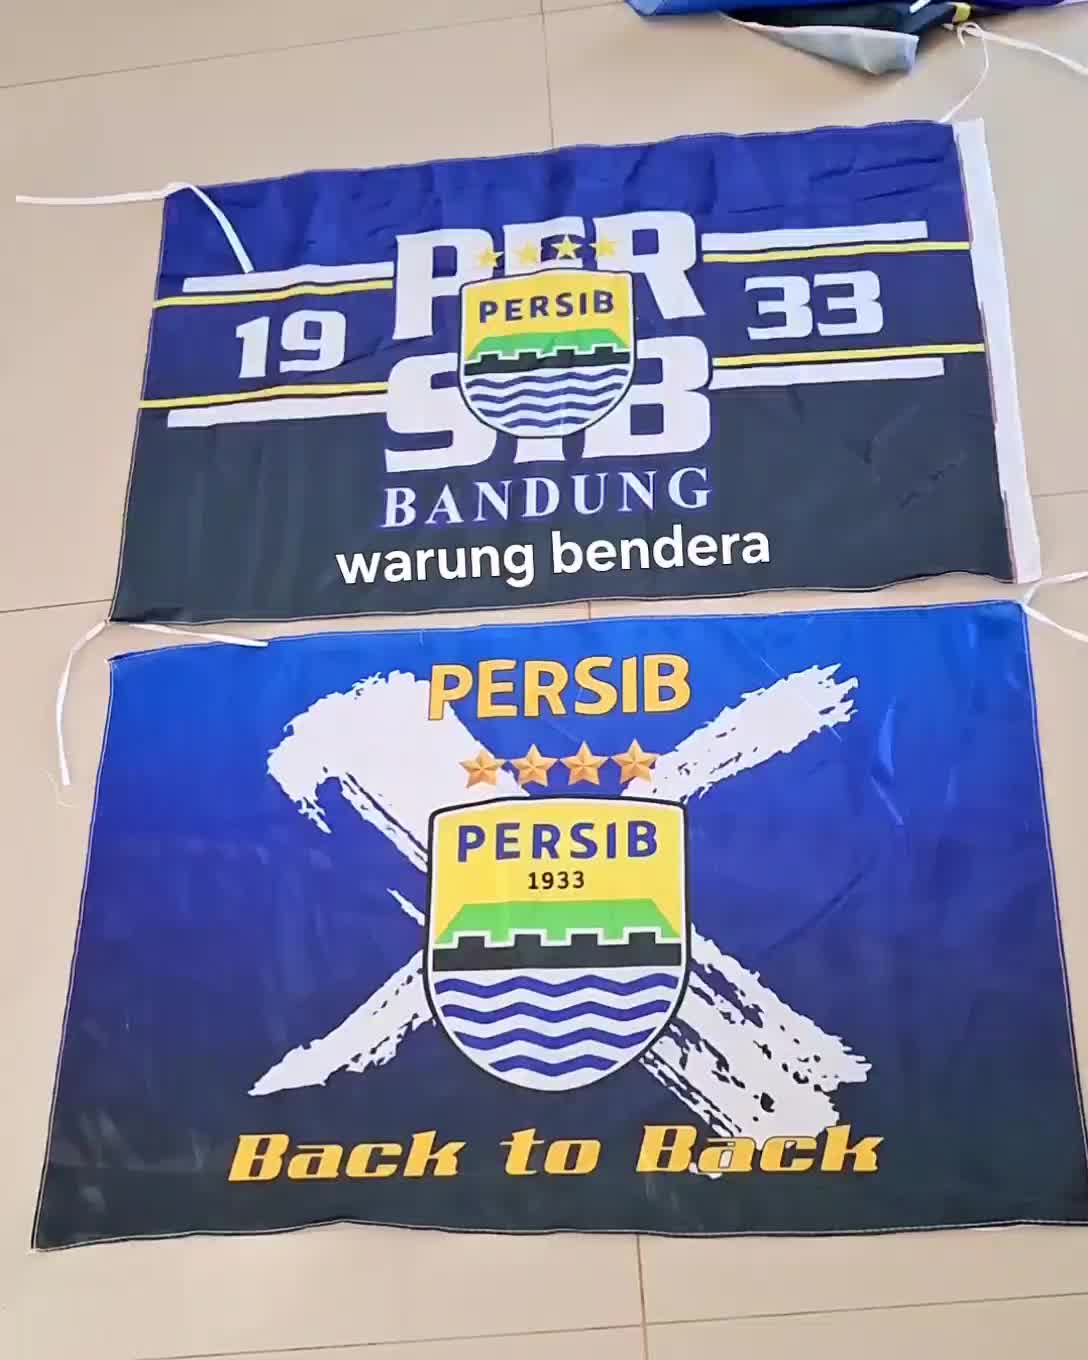 PER
PERSIB
19
33
SIB
BANDUNG
warung bendera
PERSIB
PERSIB
1933
Back to Back